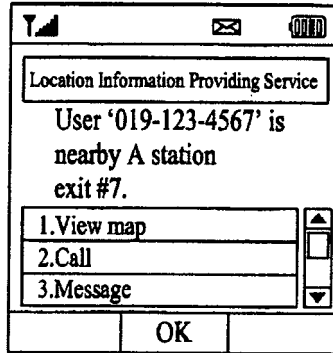 Location Information Providing Service
User ‘019-123-4567’ is
nearby A station
exit #7.
1.View map
2.Call
3.Message
OK